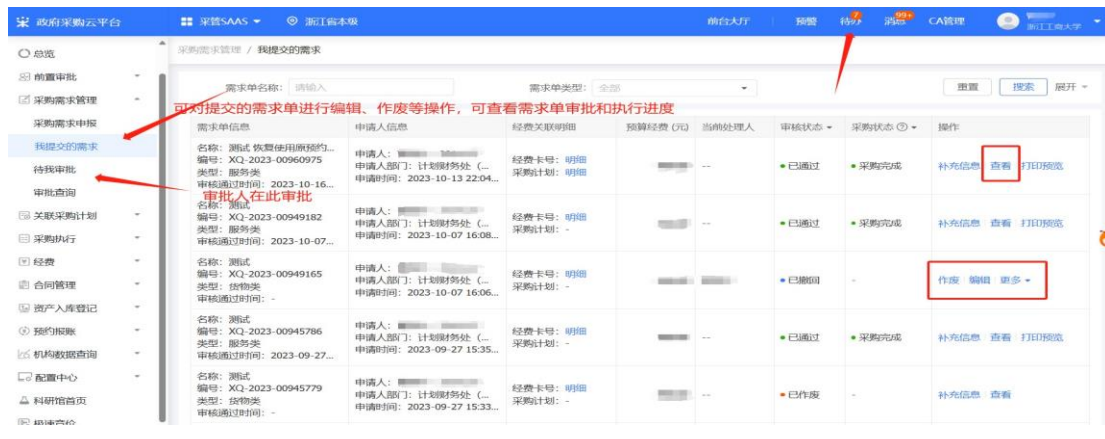 政府采购云平台
采管SAAS
浙江省本级
前台大厅
预警
待办
7
消息
99+
CA管理
浙江工商大学
总览
前置审批
采购需求管理
采购需求申报
我提交的需求
待我审批
审批查询
关联采购计划
采购执行
经费
合同管理
资产入库登记
预约报账
机构数据查询
配置中心
科研馆首页
极速竞价
采购需求管理 / 我提交的需求
需求单名称： 请输入 需求单类型： 全部 重置 搜索 展开
可对提交的需求单进行编辑、作废等操作，可查看需求单审批和执行进度
审批人在此审批
需求单信息 申请人信息 经费关联明细 预算经费 (元) 当前处理人 审核状态 采购状态 操作
名称：测试 恢复使用原预约...
编号：XQ-2023-00960975
类型：服务类
审核通过时间：2023-10-16...
申请人：
申请人部门：计划财务处（...
申请时间：2023-10-13 22:04...
经费卡号：明细
采购计划：明细
--
已通过
采购完成
补充信息 查看 打印预览
名称：测试
编号：XQ-2023-00949182
类型：服务类
审核通过时间：2023-10-07...
申请人：
申请人部门：计划财务处（...
申请时间：2023-10-07 16:08...
经费卡号：明细
采购计划：-
--
已通过
采购完成
补充信息 查看 打印预览
名称：测试
编号：XQ-2023-00949165
类型：货物类
审核通过时间：-
申请人：
申请人部门：计划财务处（...
申请时间：2023-10-07 16:06...
经费卡号：明细
采购计划：-
已撤回
-
作废 编辑 更多
名称：测试
编号：XQ-2023-00945786
类型：服务类
审核通过时间：2023-09-27...
申请人：
申请人部门：计划财务处（...
申请时间：2023-09-27 15:35...
经费卡号：明细
采购计划：-
--
已通过
采购完成
补充信息 查看 打印预览
名称：测试
编号：XQ-2023-00945779
类型：货物类
审核通过时间：-
申请人：
申请人部门：计划财务处（...
申请时间：2023-09-27 15:33...
经费卡号：明细
采购计划：-
--
已作废
-
补充信息 查看